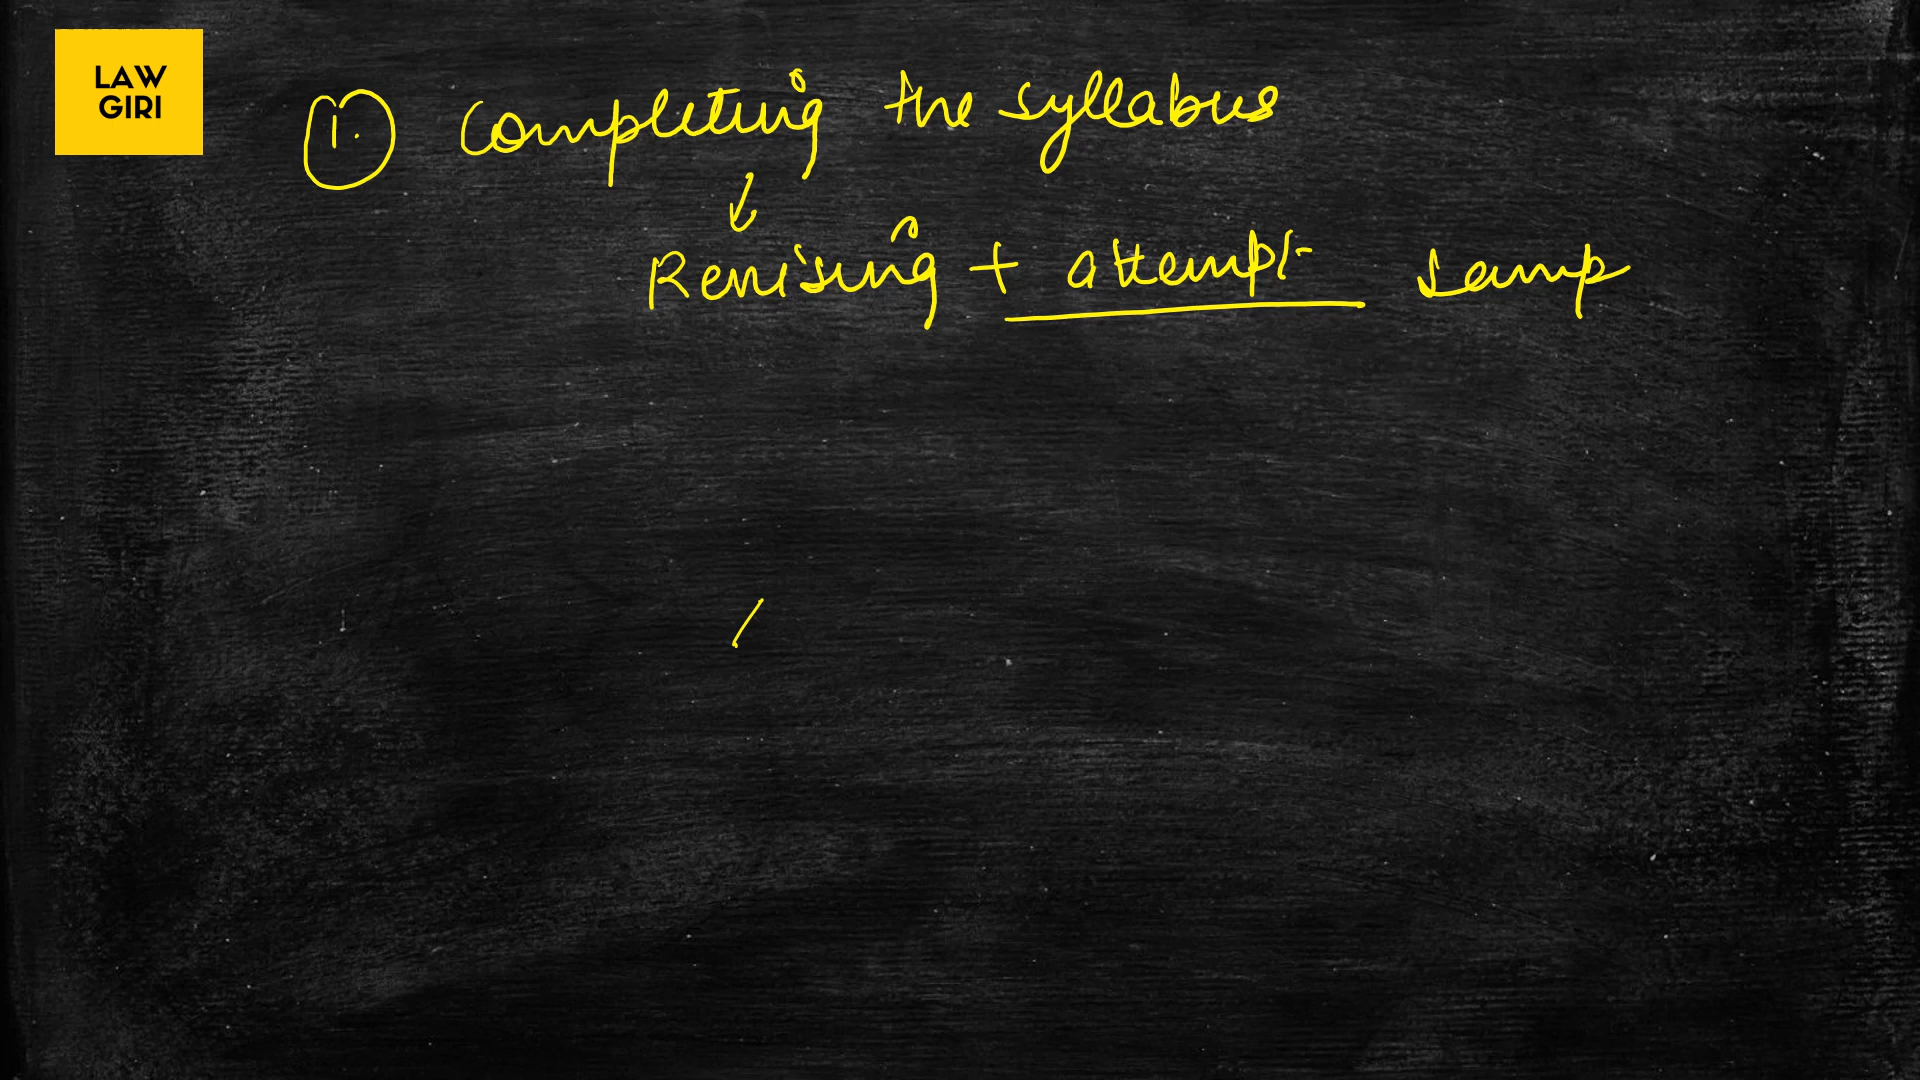 LAW
GIRI
1. Completing the syllabus
↓
Revising + attempt samp